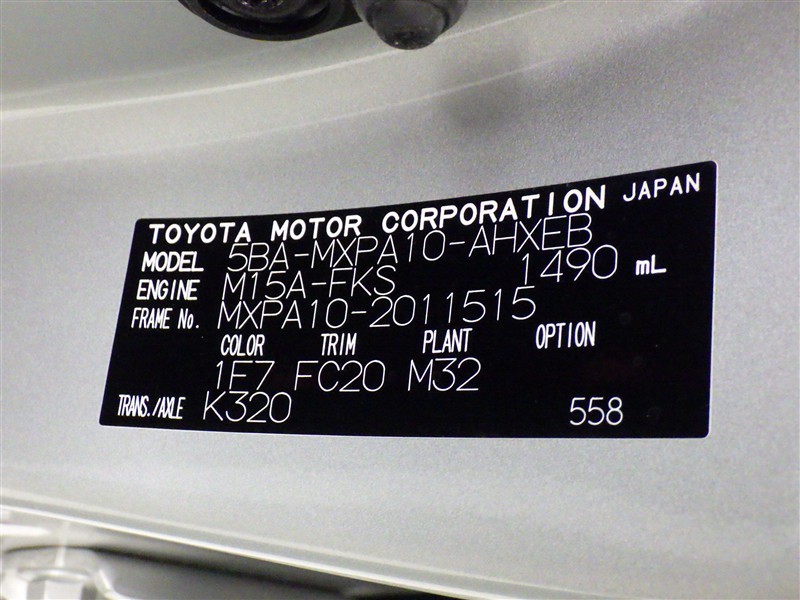 TOYOTA MOTOR CORPORATION JAPAN
MODEL 5BA-MXPA10-AHXEB
ENGINE M15A-FKS 1490 mL
FRAME No. MXPA10-2011515
COLOR TRIM PLANT OPTION
1F7 FC20 M32
TRANS./AXLE K320 558